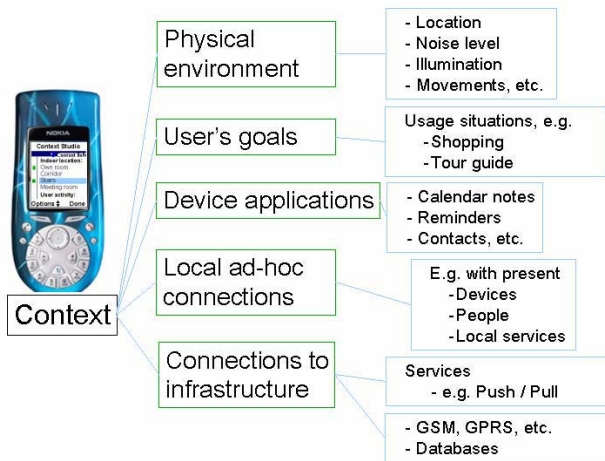 NOKIA
Context Studio
Indoor location:
Own room
Corridor
Stairs
Meeting room
User activity:
Options Done
Context
Physical
environment
- Location
- Noise level
- Illumination
- Movements, etc.
User's goals
Usage situations, e.g.
-Shopping
-Tour guide
Device applications
- Calendar notes
- Reminders
- Contacts, etc.
Local ad-hoc
connections
E.g. with present
-Devices
-People
-Local services
Connections to
infrastructure
Services
- e.g. Push / Pull
- GSM, GPRS, etc.
- Databases